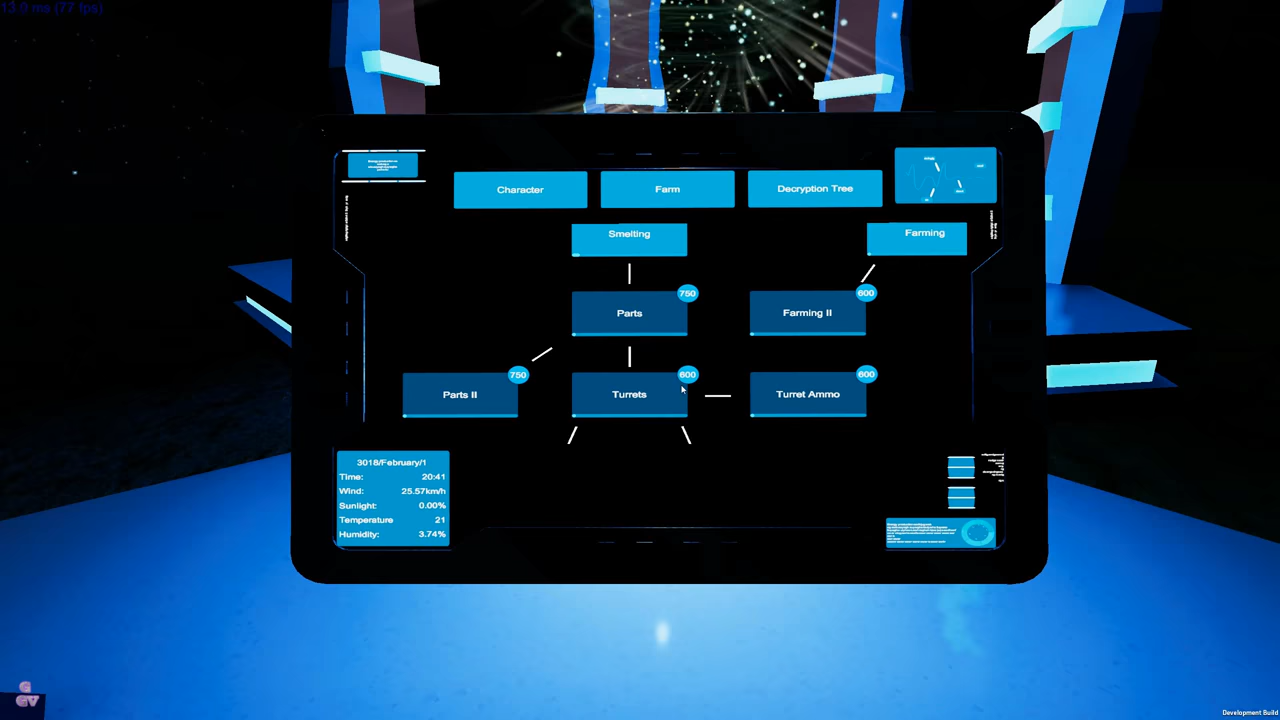 13.0 ms (77 fps)
Character
Farm
Decryption Tree
Smelting
Farming
750
600
Parts
Farming II
750
600
600
Parts II
Turrets
Turret Ammo
3018/February/1
Time: 20:41
Wind: 25.57km/h
Sunlight: 0.00%
Temperature 21
Humidity: 3.74%
Development Build